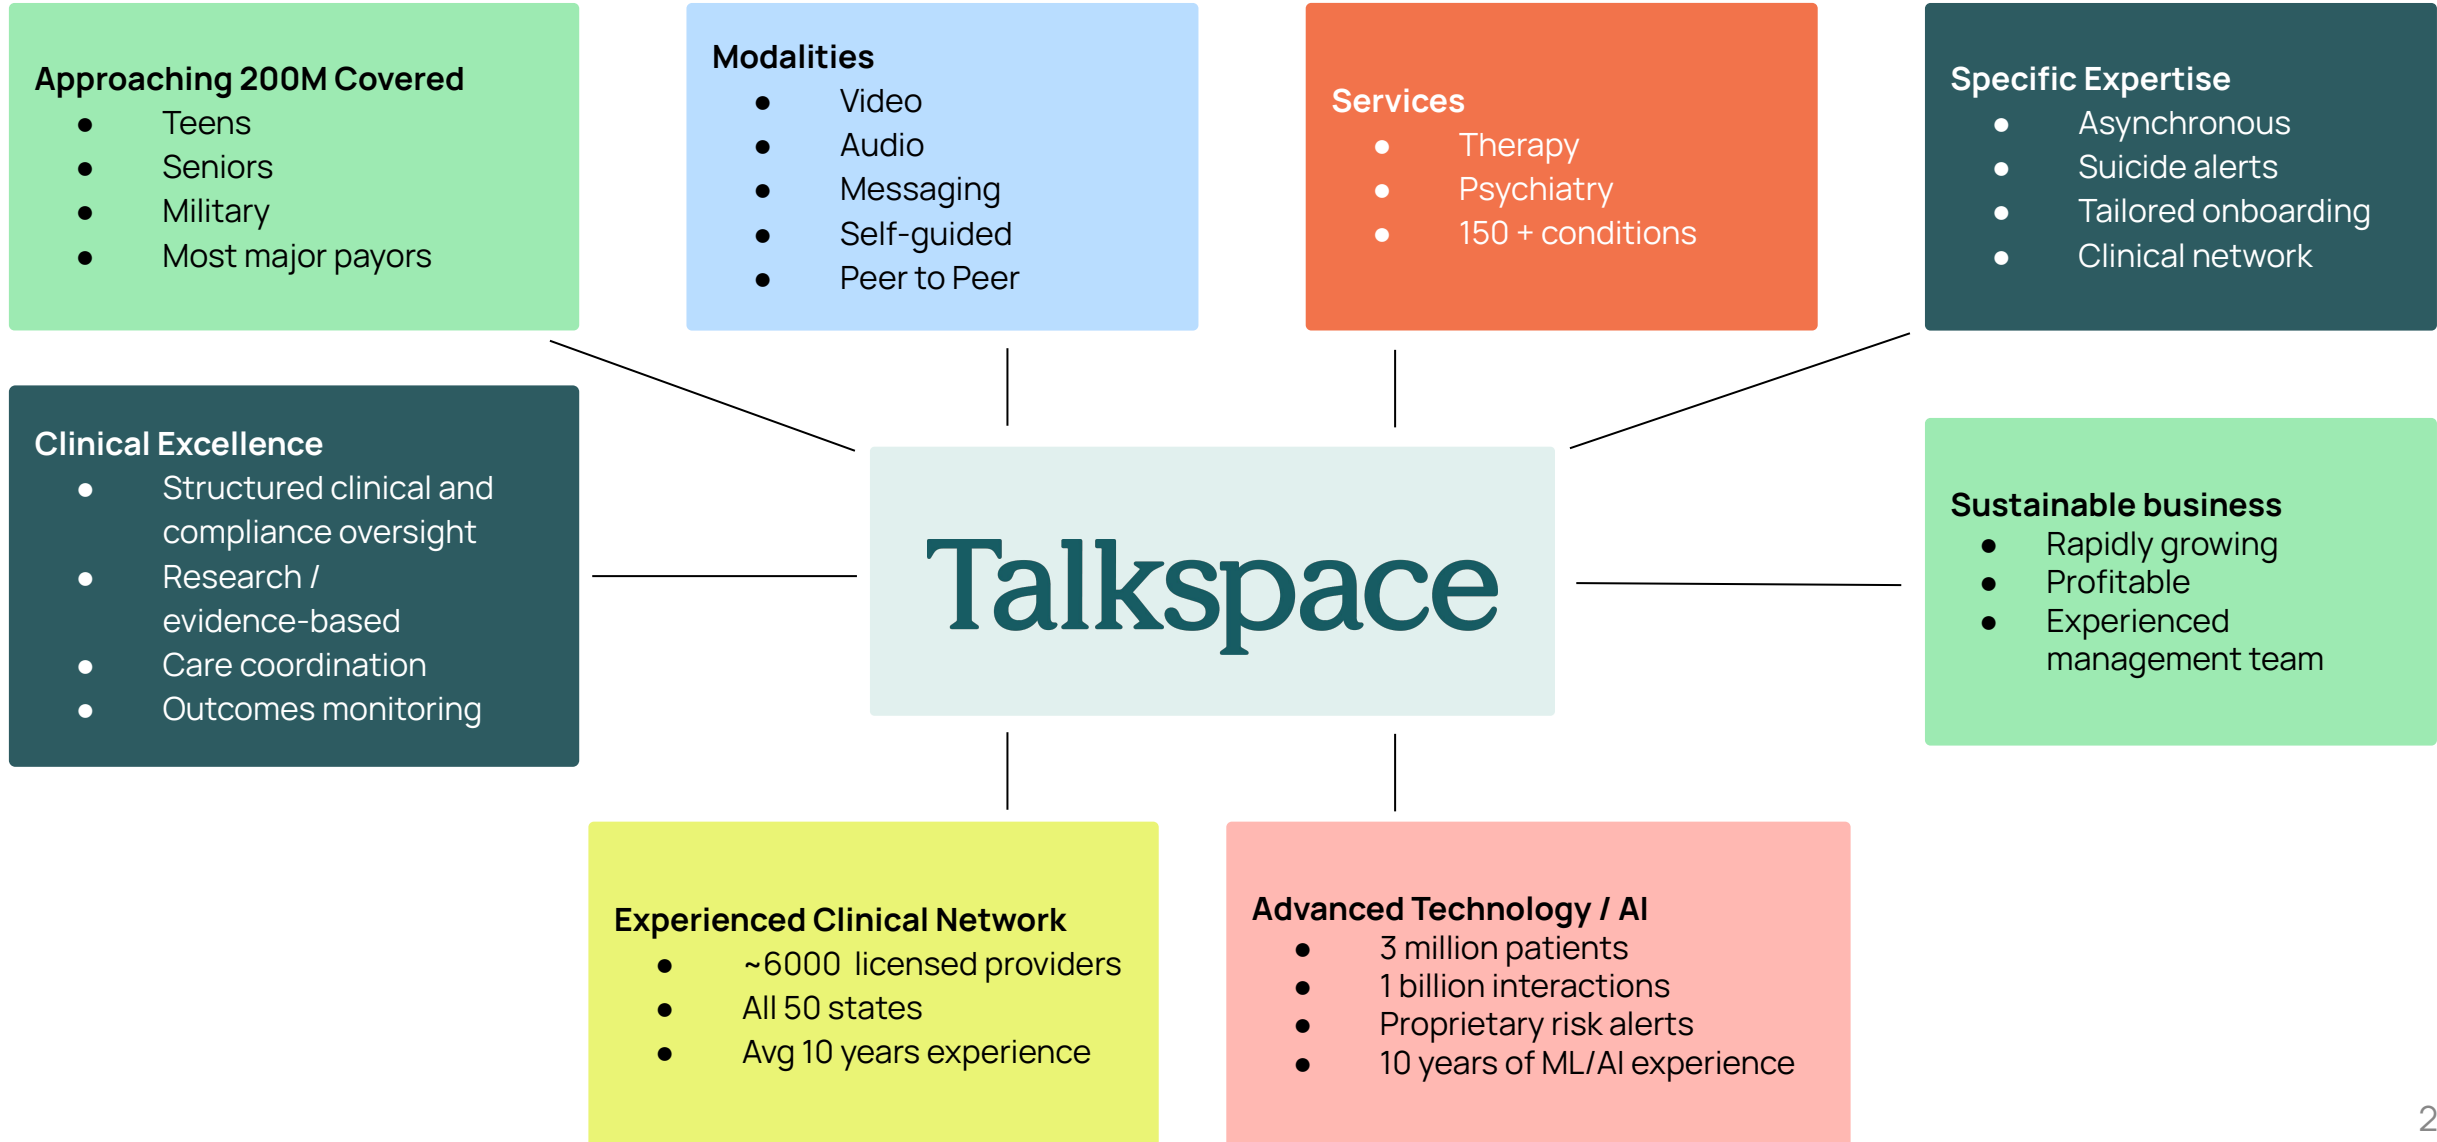 Approaching 200M Covered
● Teens
● Seniors
● Military
● Most major payors
Modalities
● Video
● Audio
● Messaging
● Self-guided
● Peer to Peer
Services
● Therapy
● Psychiatry
● 150 + conditions
Specific Expertise
● Asynchronous
● Suicide alerts
● Tailored onboarding
● Clinical network
Clinical Excellence
● Structured clinical and
compliance oversight
● Research /
evidence-based
● Care coordination
● Outcomes monitoring
Talkspace
Sustainable business
● Rapidly growing
● Profitable
● Experienced
management team
Experienced Clinical Network
● ~6000 licensed providers
● All 50 states
● Avg 10 years experience
Advanced Technology / AI
● 3 million patients
● 1 billion interactions
● Proprietary risk alerts
● 10 years of ML/AI experience
2